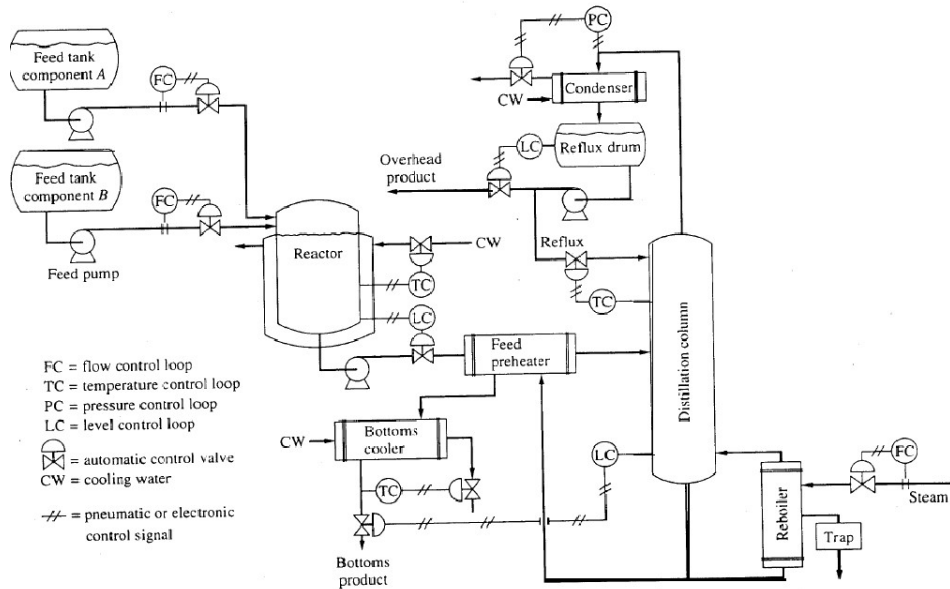 Feed tank
component A
FC
Feed tank
component B
FC
Feed pump
PC
Condenser
CW
LC
Reflux drum
Overhead
product
Reflux
TC
Distillation column
Reactor
CW
TC
LC
Feed
preheater
CW
Bottoms
cooler
TC
LC
Bottoms
product
FC
Steam
Reboiler
Trap
FC = flow control loop
TC = temperature control loop
PC = pressure control loop
LC = level control loop
= automatic control valve
CW = cooling water
= pneumatic or electronic
control signal